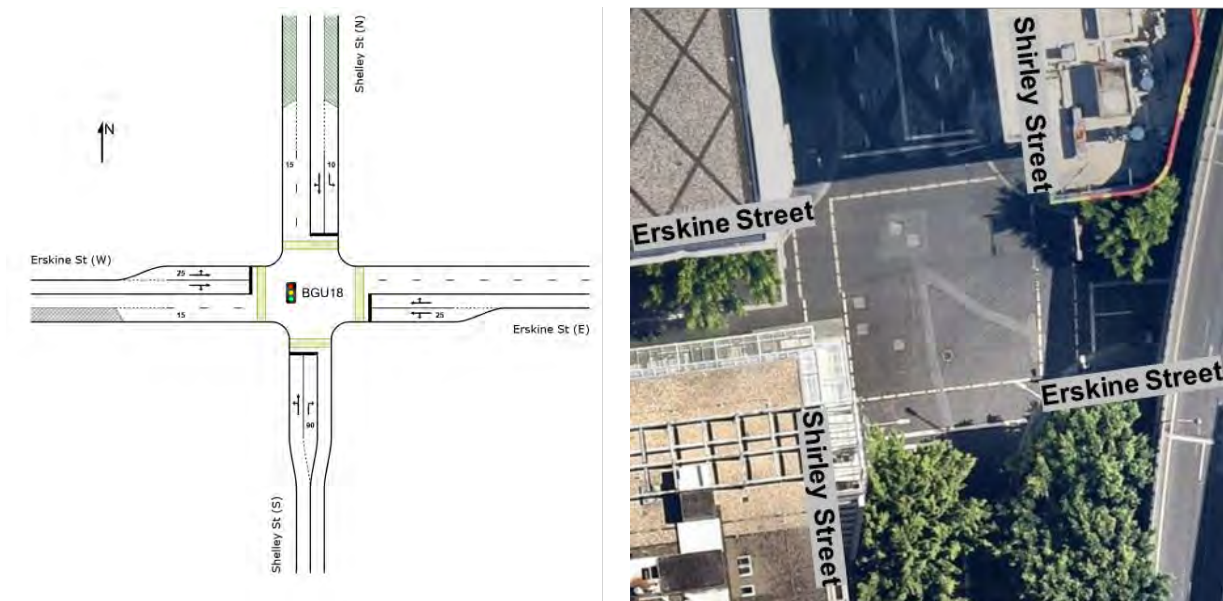 Shelley St (N)
N
15
10
Erskine St (W)
25
15
BGU18
25
Erskine St (E)
90
Shelley St (S)
Shirley Street
Erskine Street
Erskine Street
Shirley Street